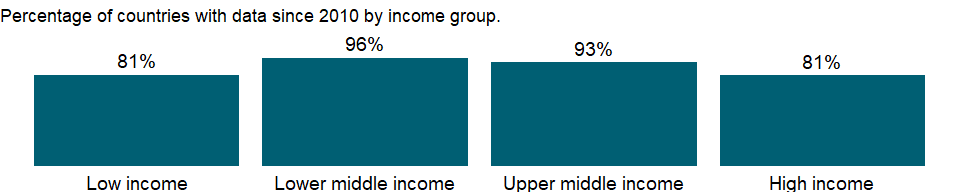 Percentage of countries with data since 2010 by income group.
81% 96% 93% 81%
Low income Lower middle income Upper middle income High income